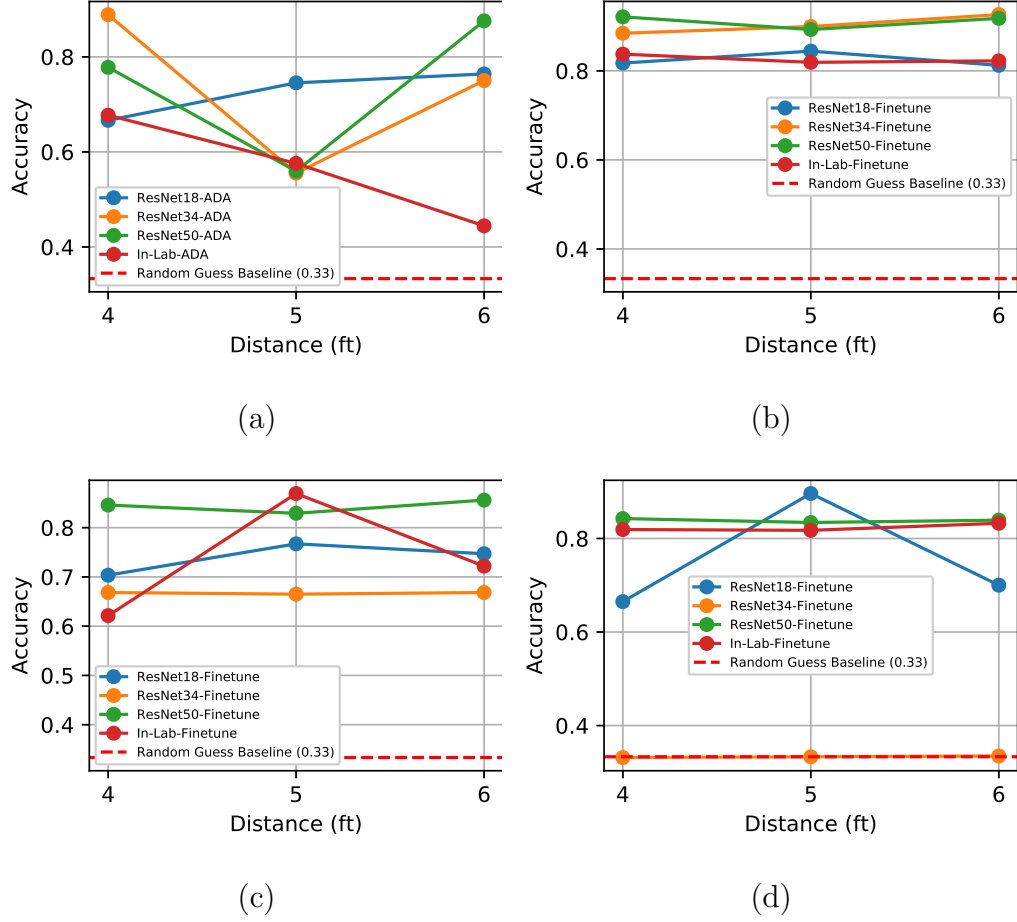 0.8
0.6
0.4
Accuracy
ResNet18-ADA
ResNet34-ADA
ResNet50-ADA
In-Lab-ADA
Random Guess Baseline (0.33)
4 5 6
Distance (ft)
(a)
0.8
0.6
0.4
Accuracy
ResNet18-Finetune
ResNet34-Finetune
ResNet50-Finetune
In-Lab-Finetune
Random Guess Baseline (0.33)
4 5 6
Distance (ft)
(b)
0.8
0.7
0.6
0.5
0.4
Accuracy
ResNet18-Finetune
ResNet34-Finetune
ResNet50-Finetune
In-Lab-Finetune
Random Guess Baseline (0.33)
4 5 6
Distance (ft)
(c)
0.8
0.6
0.4
Accuracy
ResNet18-Finetune
ResNet34-Finetune
ResNet50-Finetune
In-Lab-Finetune
Random Guess Baseline (0.33)
4 5 6
Distance (ft)
(d)